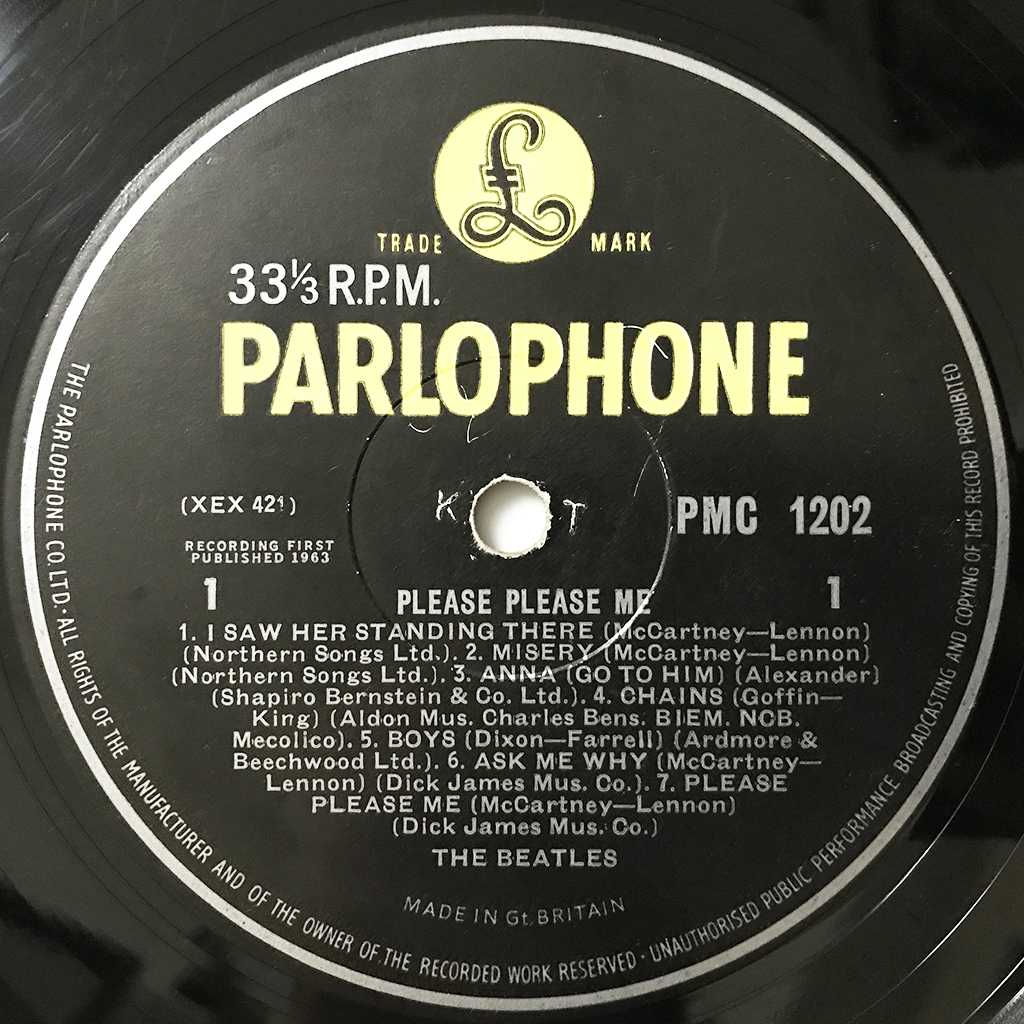 £
TRADE MARK
33⅓ R.P.M.
PARLOPHONE
(XEX 421)
PMC 1202
K T
RECORDING FIRST
PUBLISHED 1963
1 1
PLEASE PLEASE ME
1. I SAW HER STANDING THERE (McCartney—Lennon)
(Northern Songs Ltd.). 2. MISERY (McCartney—Lennon)
(Northern Songs Ltd.). 3. ANNA (GO TO HIM) (Alexander)
(Shapiro Bernstein & Co. Ltd.). 4. CHAINS (Goffin—
King) (Aldon Mus. Charles Bens. BIEM. NCB.
Mecolico). 5. BOYS (Dixon—Farrell) (Ardmore &
Beechwood Ltd.). 6. ASK ME WHY (McCartney—
Lennon) (Dick James Mus. Co.). 7. PLEASE
PLEASE ME (McCartney—Lennon)
(Dick James Mus. Co.)
THE BEATLES
MADE IN Gt. BRITAIN
THE PARLOPHONE CO. LTD. · ALL RIGHTS OF THE MANUFACTURER AND OF THE OWNER OF THE RECORDED WORK RESERVED · UNAUTHORISED PUBLIC PERFORMANCE BROADCASTING AND COPYING OF THIS RECORD PROHIBITED